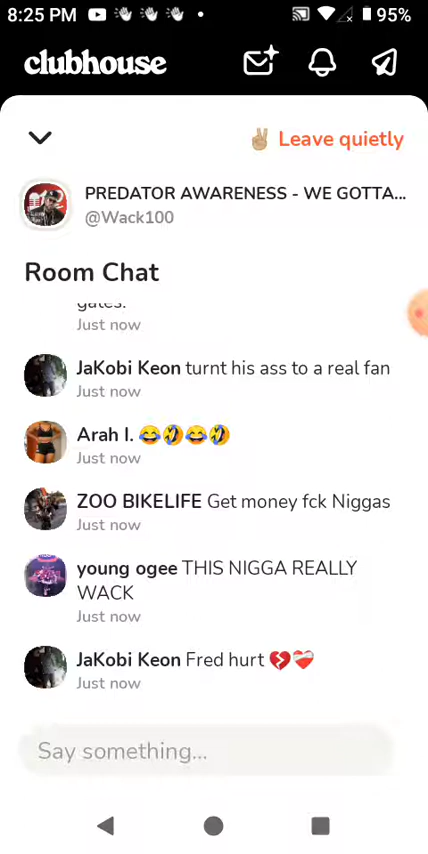 8:25 PM 95%
clubhouse
✌🏼 Leave quietly
PREDATOR AWARENESS - WE GOTTA...
@Wack100
Room Chat
gates.
Just now
JaKobi Keon turnt his ass to a real fan
Just now
Arah I. 😂🤣😂🤣
Just now
ZOO BIKELIFE Get money fck Niggas
Just now
young ogee THIS NIGGA REALLY
WACK
Just now
JaKobi Keon Fred hurt 💔❤️‍🩹
Just now
Say something...